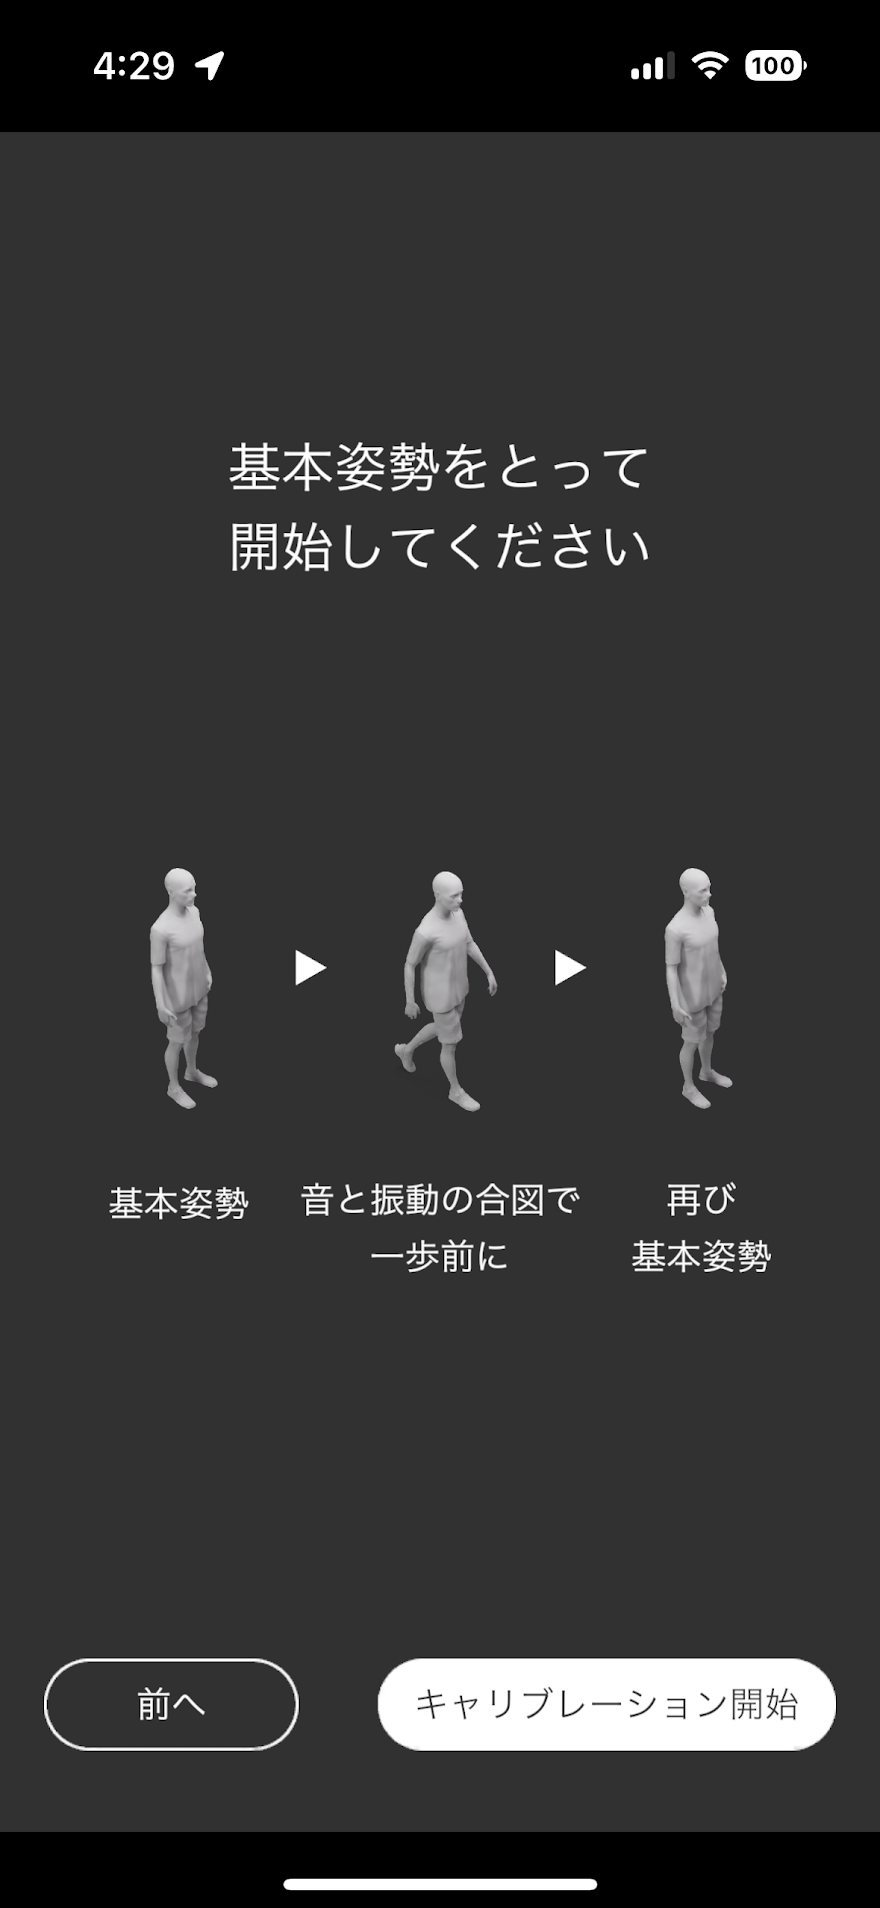 4:29
100
基本姿勢をとって
開始してください
基本姿勢
音と振動の合図で
一歩前に
再び
基本姿勢
前へ
キャリブレーション開始